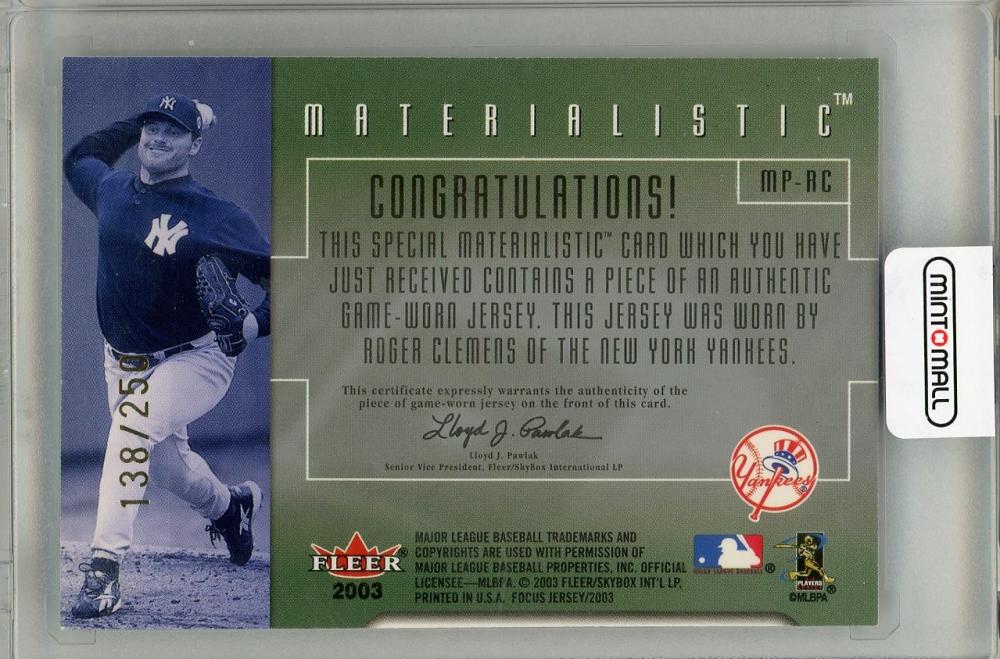 MATERIALISTIC™
MP-RC
CONGRATULATIONS!
THIS SPECIAL MATERIALISTIC™ CARD WHICH YOU HAVE
JUST RECEIVED CONTAINS A PIECE OF AN AUTHENTIC
GAME-WORN JERSEY. THIS JERSEY WAS WORN BY
ROGER CLEMENS OF THE NEW YORK YANKEES.
This certificate expressly warrants the authenticity of the
piece of game-worn jersey on the front of this card.
Lloyd J. Pawlak
Lloyd J. Pawlak
Senior Vice President, Fleer/SkyBox International LP
138/250
NY
NY
Yankees
FLEER®
2003
MAJOR LEAGUE BASEBALL TRADEMARKS AND
COPYRIGHTS ARE USED WITH PERMISSION OF
MAJOR LEAGUE BASEBALL PROPERTIES, INC. OFFICIAL
LICENSEE—MLBPA. © 2003 FLEER/SKYBOX INT'L LP,
PRINTED IN U.S.A. FOCUS JERSEY/2003
MAJOR LEAGUE BASEBALL®
PLAYERS
©MLBPA
MINTOMALL